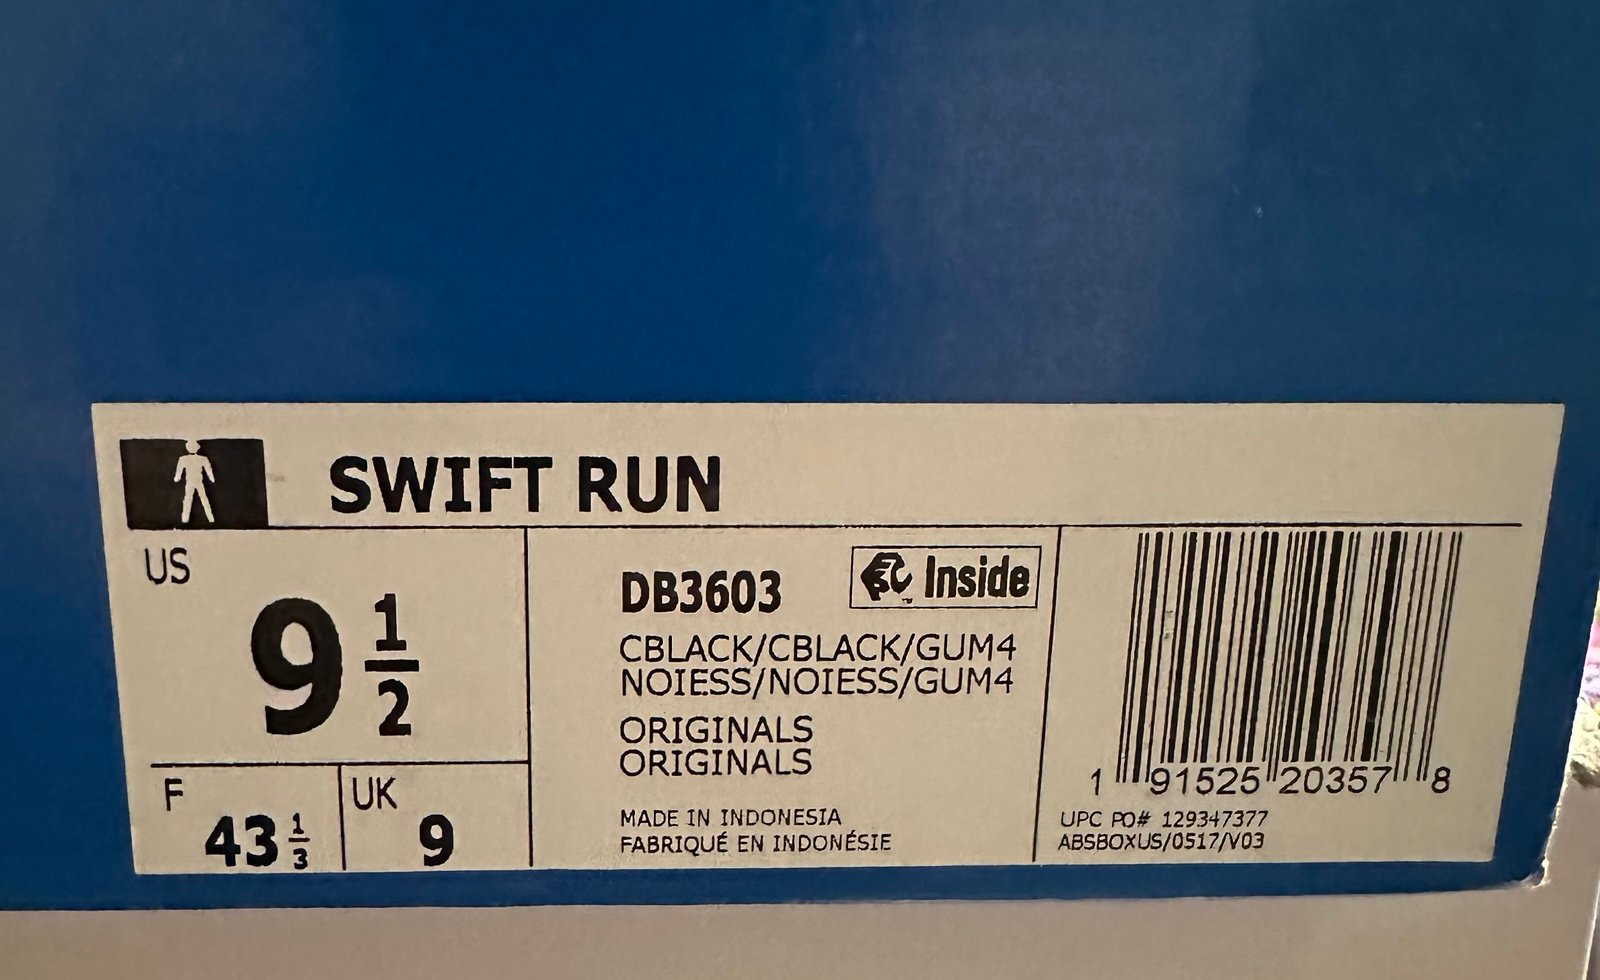 SWIFT RUN
US
9 1/2
F
43 1/3
UK
9
DB3603
Inside
CBLACK/CBLACK/GUM4
NOIESS/NOIESS/GUM4
ORIGINALS
ORIGINALS
MADE IN INDONESIA
FABRIQUÉ EN INDONÉSIE
1 91525 20357 8
UPC PO# 129347377
ABSBOXUS/0517/V03